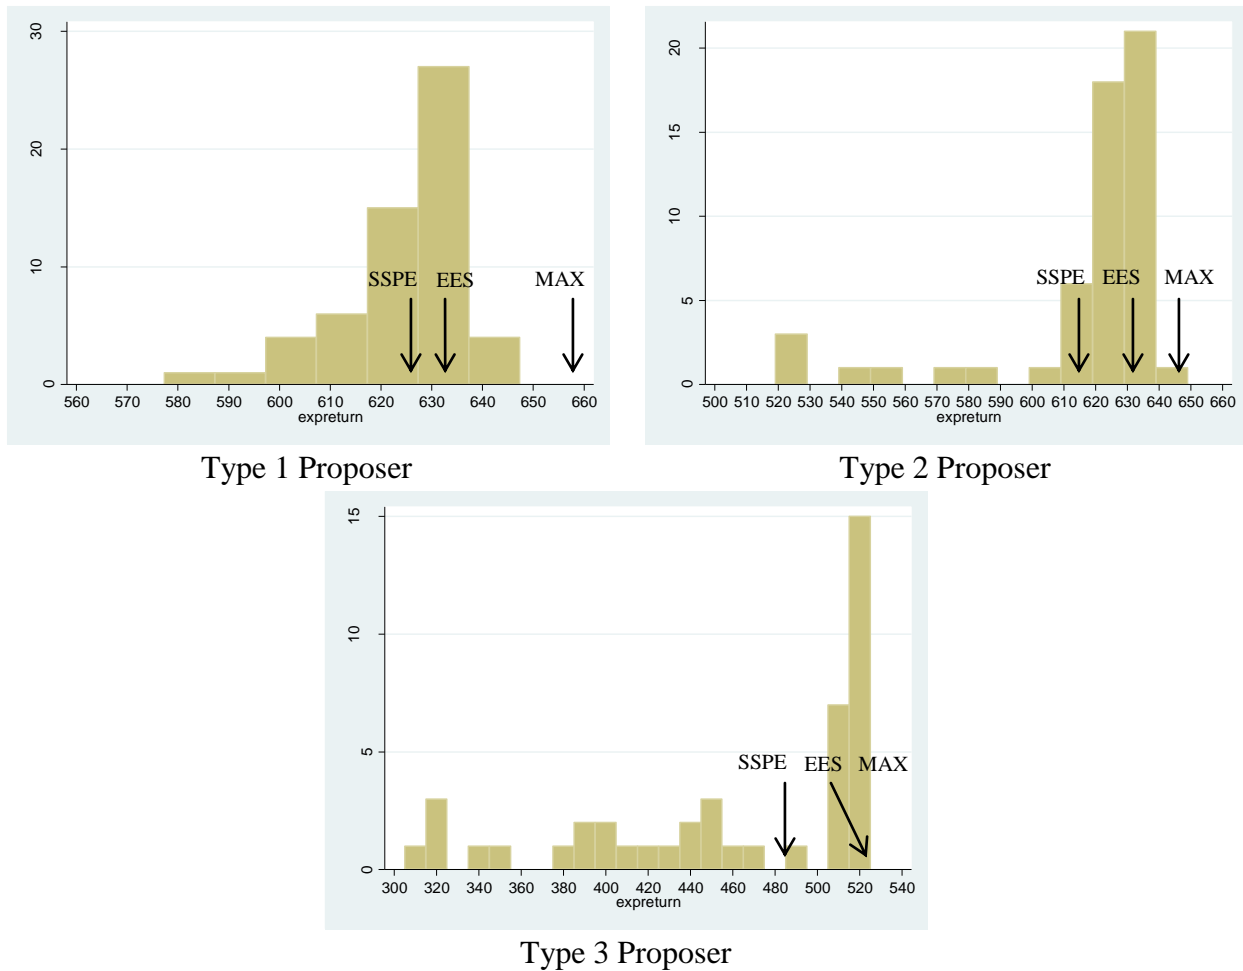 30
20
10
0
SSPE EES MAX
560 570 580 590 600 610 620 630 640 650 660
expreturn
Type 1 Proposer
20
15
10
5
0
SSPE EES MAX
500 510 520 530 540 550 560 570 580 590 600 610 620 630 640 650 660
expreturn
Type 2 Proposer
15
10
5
0
SSPE EES MAX
300 320 340 360 380 400 420 440 460 480 500 520 540
expreturn
Type 3 Proposer